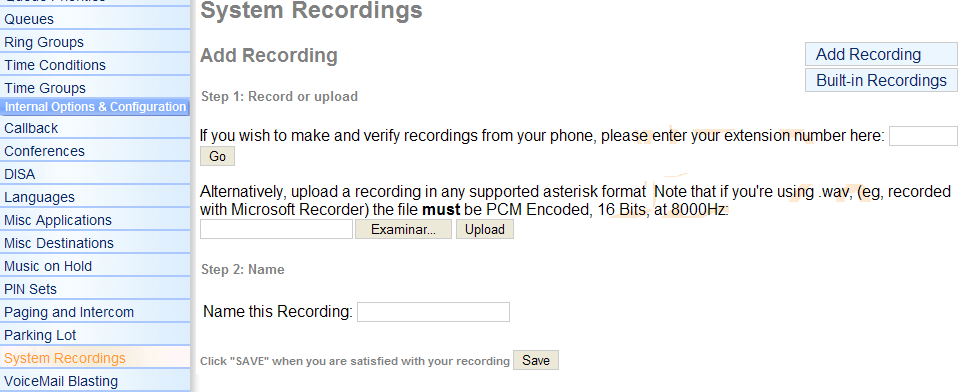 Queues
Ring Groups
Time Conditions
Time Groups
Internal Options & Configuration
Callback
Conferences
DISA
Languages
Misc Applications
Misc Destinations
Music on Hold
PIN Sets
Paging and Intercom
Parking Lot
System Recordings
VoiceMail Blasting
System Recordings
Add Recording
Add Recording
Built-in Recordings
Step 1: Record or upload
If you wish to make and verify recordings from your phone, please enter your extension number here:
Go
Alternatively, upload a recording in any supported asterisk format Note that if you're using .wav, (eg, recorded
with Microsoft Recorder) the file must be PCM Encoded, 16 Bits, at 8000Hz:
Examinar... Upload
Step 2: Name
Name this Recording:
Click "SAVE" when you are satisfied with your recording Save